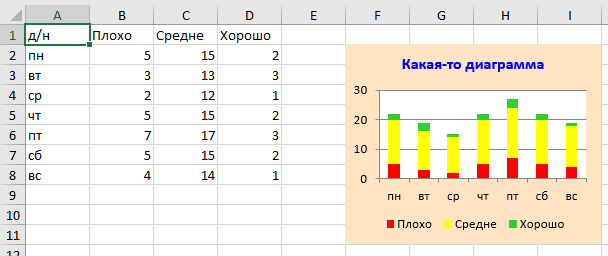 A B C D E F G H I
1 д/н Плохо Средне Хорошо
2 пн 5 15 2
3 вт 3 13 3
4 ср 2 12 1
5 чт 5 15 2
6 пт 7 17 3
7 сб 5 15 2
8 вс 4 14 1
9
10
11
12
Какая-то диаграмма
30
20
10
0
пн вт ср чт пт сб вс
Плохо Средне Хорошо